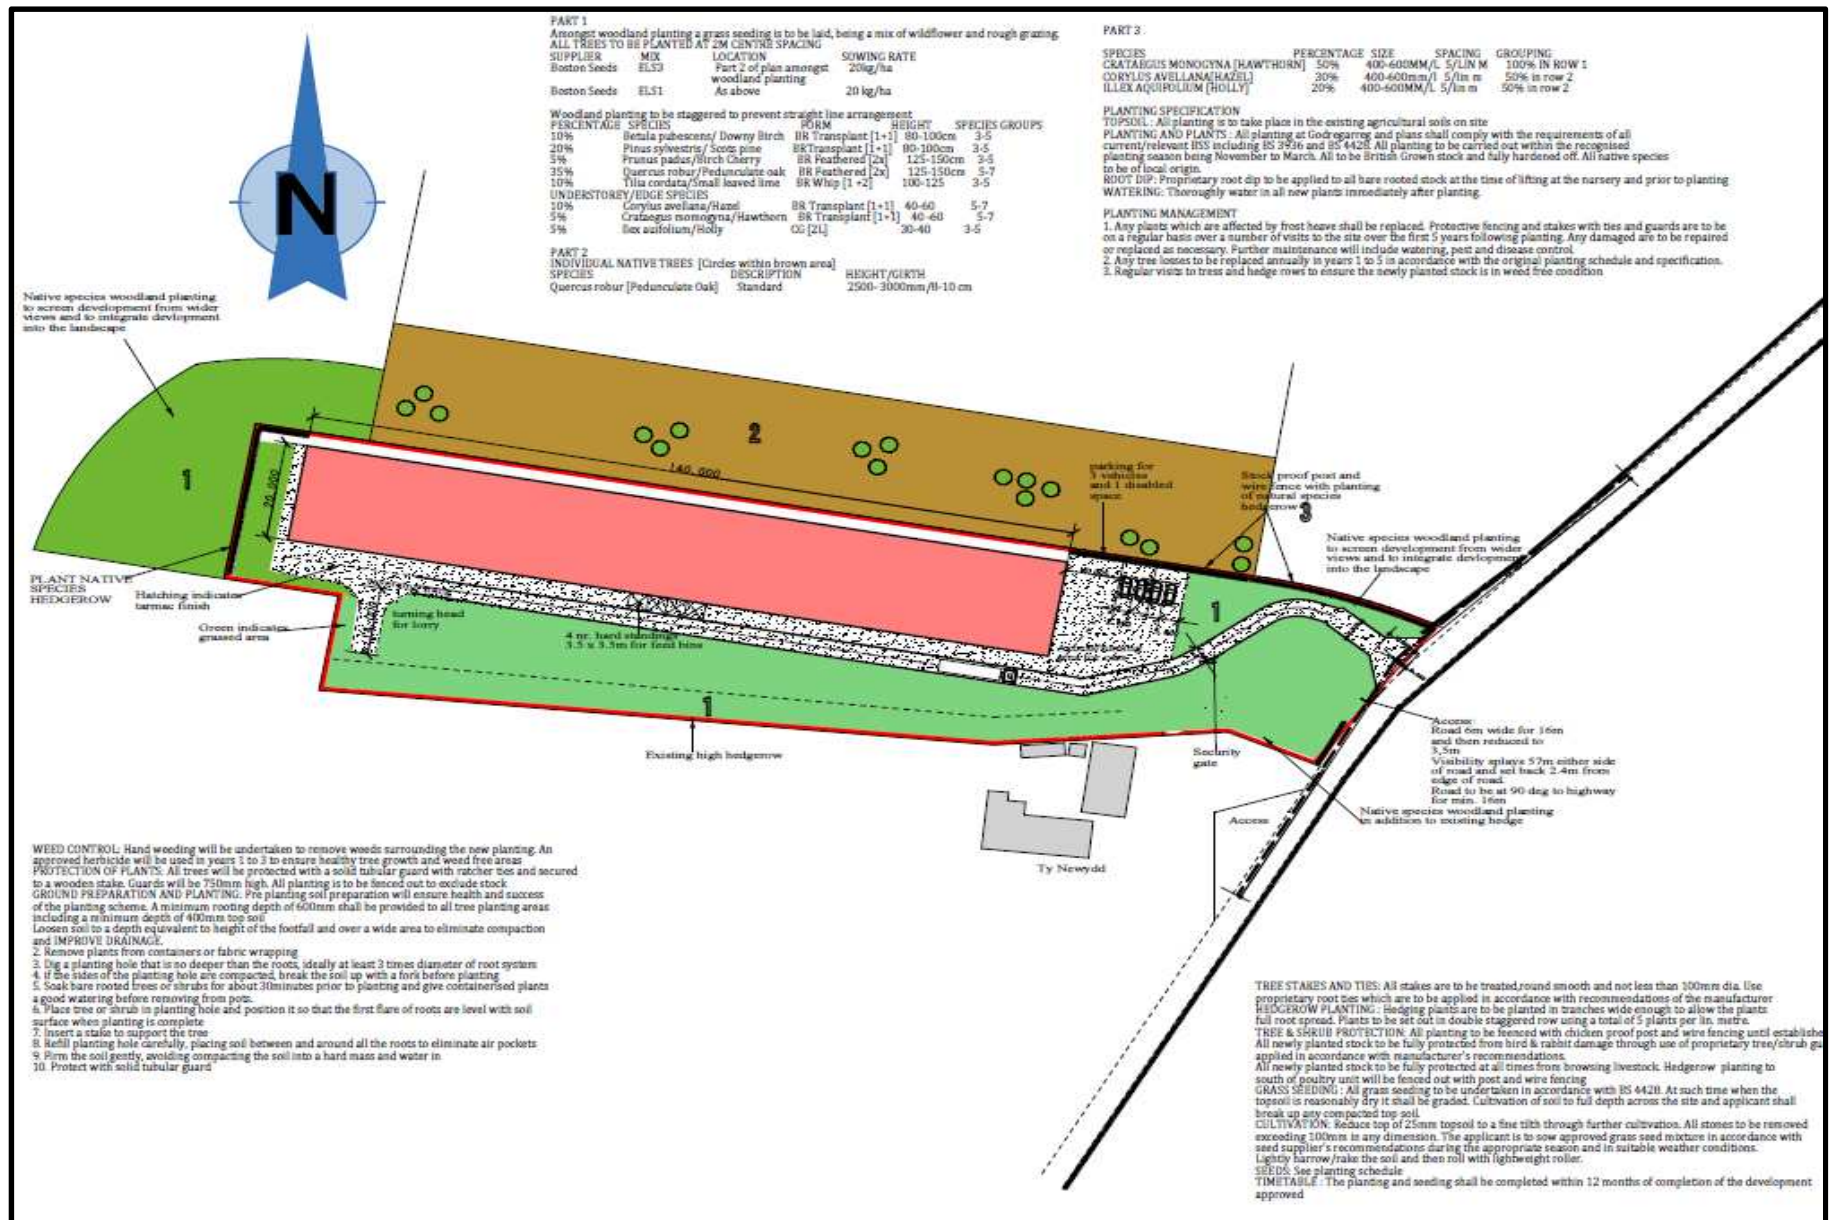 N
PART 1
Amongst woodland planting a grass seeding is to be laid, being a mix of wildflower and rough grazing.
ALL TREES TO BE PLANTED AT 2M CENTRE SPACING
SUPPLIER MIX LOCATION SOWING RATE
Boston Seeds ELS3 Part 2 of plan amongst 20kg/ha
woodland planting
Boston Seeds ELS1 As above 20 kg/ha
Woodland planting to be staggered to prevent straight line arrangement
PERCENTAGE SPECIES FORM HEIGHT SPECIES GROUPS
10% Betula pubescens/ Downy Birch BR Transplant [1+1] 80-100cm 3-5
20% Pinus sylvestris/ Scots pine BRTransplant [1+1] 80-100cm 3-5
5% Prunus padus/Birch Cherry BR Feathered [2x] 125-150cm 3-5
35% Quercus robur/Pedunculate oak BR Feathered [2x] 125-150cm 5-7
10% Tilia cordata/Small leaved lime BR Whip [1 +2] 100-125 3-5
UNDERSTOREY/EDGE SPECIES
10% Corylus avellana/Hazel BR Transplant [1+1] 40-60 5-7
5% Crataegus momogyna/Hawthorn BR Transplant [1+1] 40-60 5-7
5% Ilex auifolium/Holly CG [2L] 30-40 3-5
PART 2
INDIVIDUAL NATIVE TREES [Circles within brown area]
SPECIES DESCRIPTION HEIGHT/GIRTH
Quercus robur [Pedunculate Oak] Standard 2500-3000mm/8-10 cm
PART 3
SPECIES PERCENTAGE SIZE SPACING GROUPING
CRATAEGUS MONOGYNA [HAWTHORN] 50% 400-600MM/L 5/LIN M 100% IN ROW 1
CORYLUS AVELLANA[HAZEL] 30% 400-600mm/l 5/lin m 50% in row 2
ILLEX AQUIFOLIUM [HOLLY] 20% 400-600MM/L 5/lin m 50% in row 2
PLANTING SPECIFICATION
TOPSOIL : All planting is to take place in the existing agricultural soils on site
PLANTING AND PLANTS : All planting at Godregarreg and plans shall comply with the requirements of all
current/relevant BSS including BS 3936 and BS 4428. All planting to be carried out within the recognised
planting season being November to March. All to be British Grown stock and fully hardened off. All native species
to be of local origin.
ROOT DIP: Proprietary root dip to be applied to all bare rooted stock at the time of lifting at the nursery and prior to planting
WATERING: Thoroughly water in all new plants immediately after planting.
PLANTING MANAGEMENT
1. Any plants which are affected by frost heave shall be replaced. Protective fencing and stakes with ties and guards are to be
on a regular basis over a number of visits to the site over the first 5 years following planting. Any damaged are to be repaired
or replaced as necessary. Further maintenance will include watering, pest and disease control.
2. Any tree losses to be replaced annually in years 1 to 5 in accordance with the original planting schedule and specification.
3. Regular visits to tress and hedge rows to ensure the newly planted stock is in weed free condition
Native species woodland planting
to screen development from wider
views and to integrate devlopment
into the landscape
1
2
140.000
20.000
parking for
3 vehicles
and 1 disabled
space
Stock proof post and
wire fence with planting
of natural species
hedgerow
3
Native species woodland planting
to screen development from wider
views and to integrate devlopment
into the landscape
1
PLANT NATIVE
SPECIES
HEDGEROW
Hatching indicates
tarmac finish
Green indicates
grassed area
turning head
for lorry
4 nr. hard standings
3.5 x 3.5m for feed bins
1
Existing high hedgerow
Security
gate
Access
Road 6m wide for 16m
and then reduced to
3,5m
Visibility splays 57m either side
of road and set back 2.4m from
edge of road.
Road to be at 90 deg to highway
for min. 16m
Native species woodland planting
in addition to existing hedge
Access
Ty Newydd
WEED CONTROL: Hand weeding will be undertaken to remove weeds surrounding the new planting. An
approved herbicide will be used in years 1 to 3 to ensure healthy tree growth and weed free areas
PROTECTION OF PLANTS: All trees will be protected with a solid tubular guard with ratcher ties and secured
to a wooden stake. Guards will be 750mm high. All planting is to be fenced out to exclude stock
GROUND PREPARATION AND PLANTING: Pre planting soil preparation will ensure health and success
of the planting scheme. A minimum rooting depth of 600mm shall be provided to all tree planting areas
including a minimum depth of 400mm top soil
Loosen soil to a depth equivalent to height of the footfall and over a wide area to eliminate compaction
and IMPROVE DRAINAGE.
2. Remove plants from containers or fabric wrapping
3. Dig a planting hole that is no deeper than the roots, ideally at least 3 times diameter of root system
4. if the sides of the planting hole are compacted, break the soil up with a fork before planting
5. Soak bare rooted trees or shrubs for about 30minutes prior to planting and give containerised plants
a good watering before removing from pots.
6. Place tree or shrub in planting hole and position it so that the first flare of roots are level with soil
surface when planting is complete
7. Insert a stake to support the tree
8. Refill planting hole carefully, placing soil between and around all the roots to eliminate air pockets
9. Firm the soil gently, avoiding compacting the soil into a hard mass and water in
10. Protect with solid tubular guard
TREE STAKES AND TIES: All stakes are to be treated,round smooth and not less than 100mm dia. Use
proprietary root ties which are to be applied in accordance with recommendations of the manufacturer
HEDGEROW PLANTING : Hedging plants are to be planted in tranches wide enough to allow the plants
full root spread. Plants to be set out in double staggered row using a total of 5 plants per lin. metre.
TREE & SHRUB PROTECTION: All planting to be feenced with chicken proof post and wire fencing until establishe
All newly planted stock to be fully protected from bird & rabbit damage through use of proprietary tree/shrub gu
applied in accordance with manufacturer's recommendations.
All newly planted stock to be fully protected at all times from browsing livestock. Hedgerow planting to
south of poultry unit will be fenced out with post and wire fencing
GRASS SEEDING : All grass seeding to be undertaken in accordance with BS 4428. At such time when the
topsoil is reasonably dry it shall be graded. Cultivation of soil to full depth across the site and applicant shall
break up any compacted top soil.
CULTIVATION: Reduce top of 25mm topsoil to a fine tilth through further cultivation. All stones to be removed
exceeding 100mm in any dimension. The applicant is to sow approved grass seed mixture in accordance with
seed supplier's recommendations during the appropriate season and in suitable weather conditions.
Lightly harrow/rake the soil and then roll with lightweight roller.
SEEDS: See planting schedule
TIMETABLE : The planting and seeding shall be completed within 12 months of completion of the development
approved